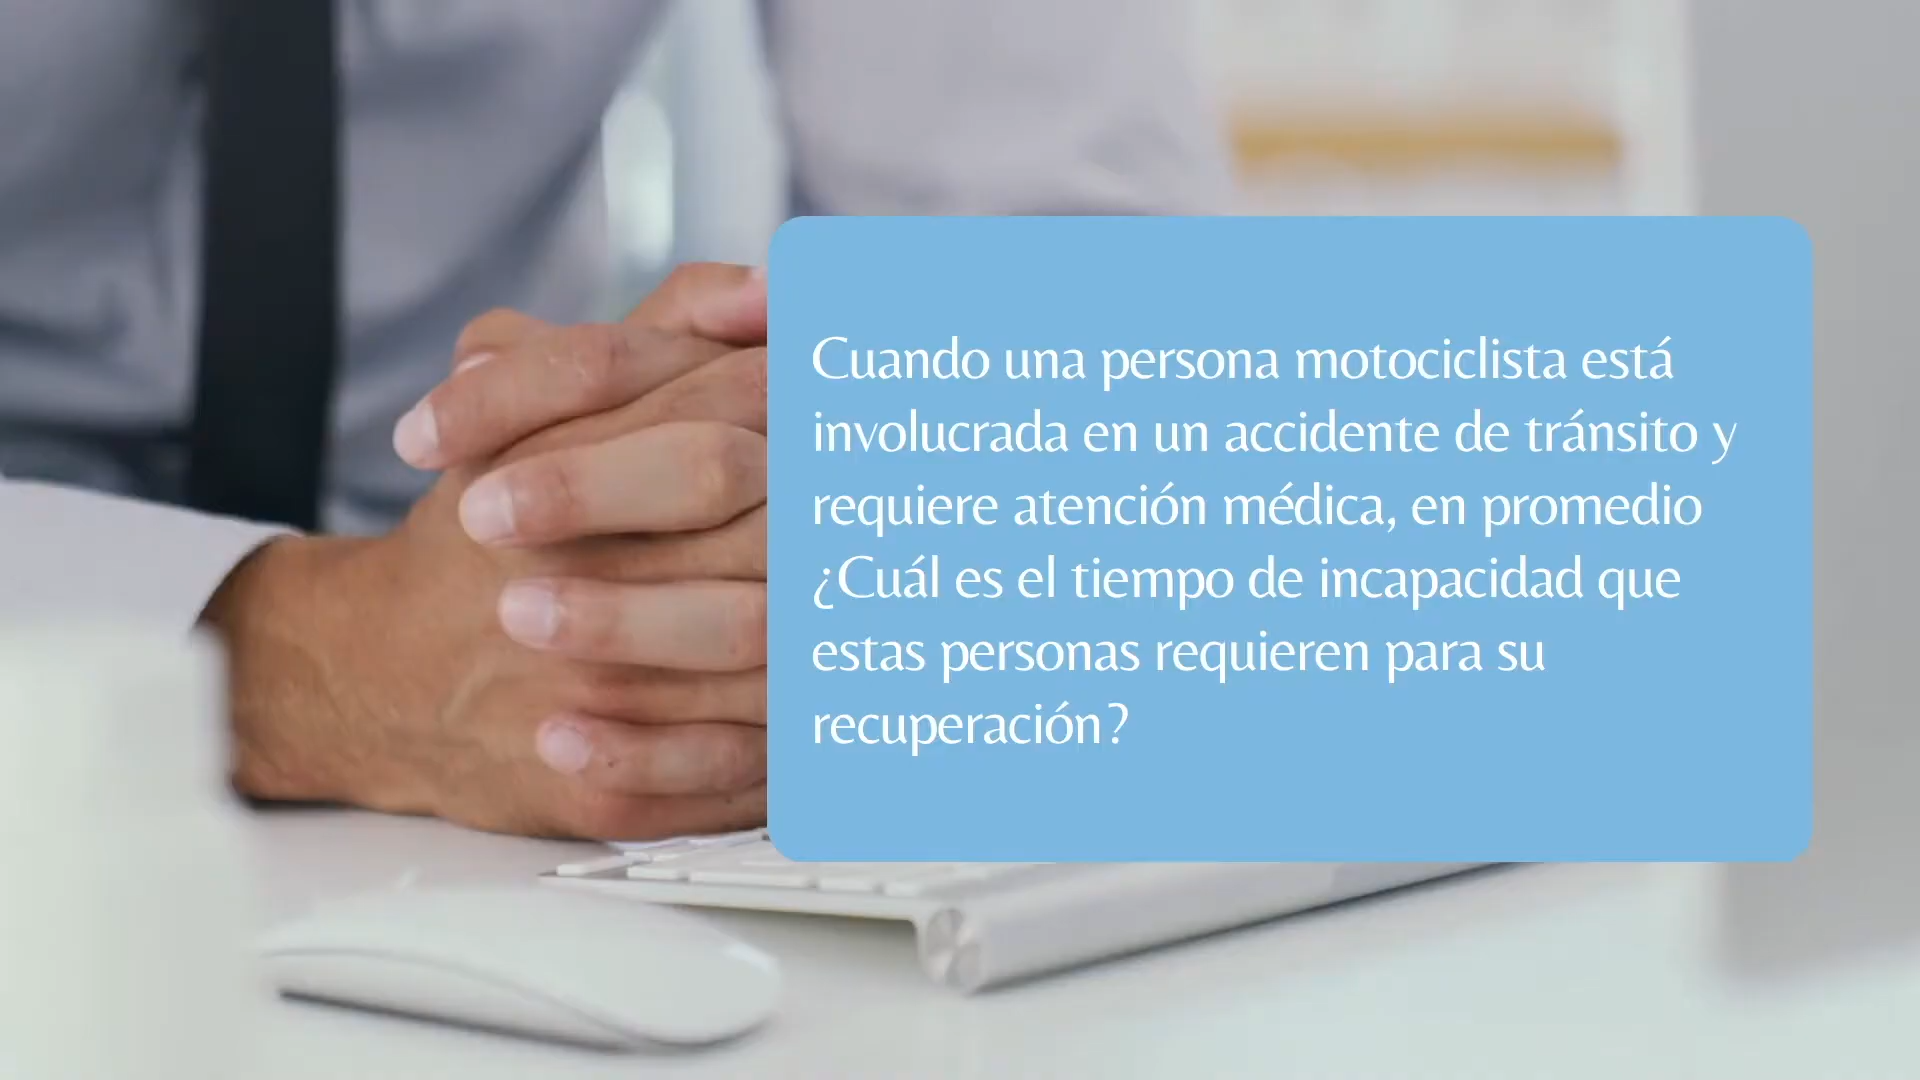 Cuando una persona motociclista está
involucrada en un accidente de tránsito y
requiere atención médica, en promedio
¿Cuál es el tiempo de incapacidad que
estas personas requieren para su
recuperación?